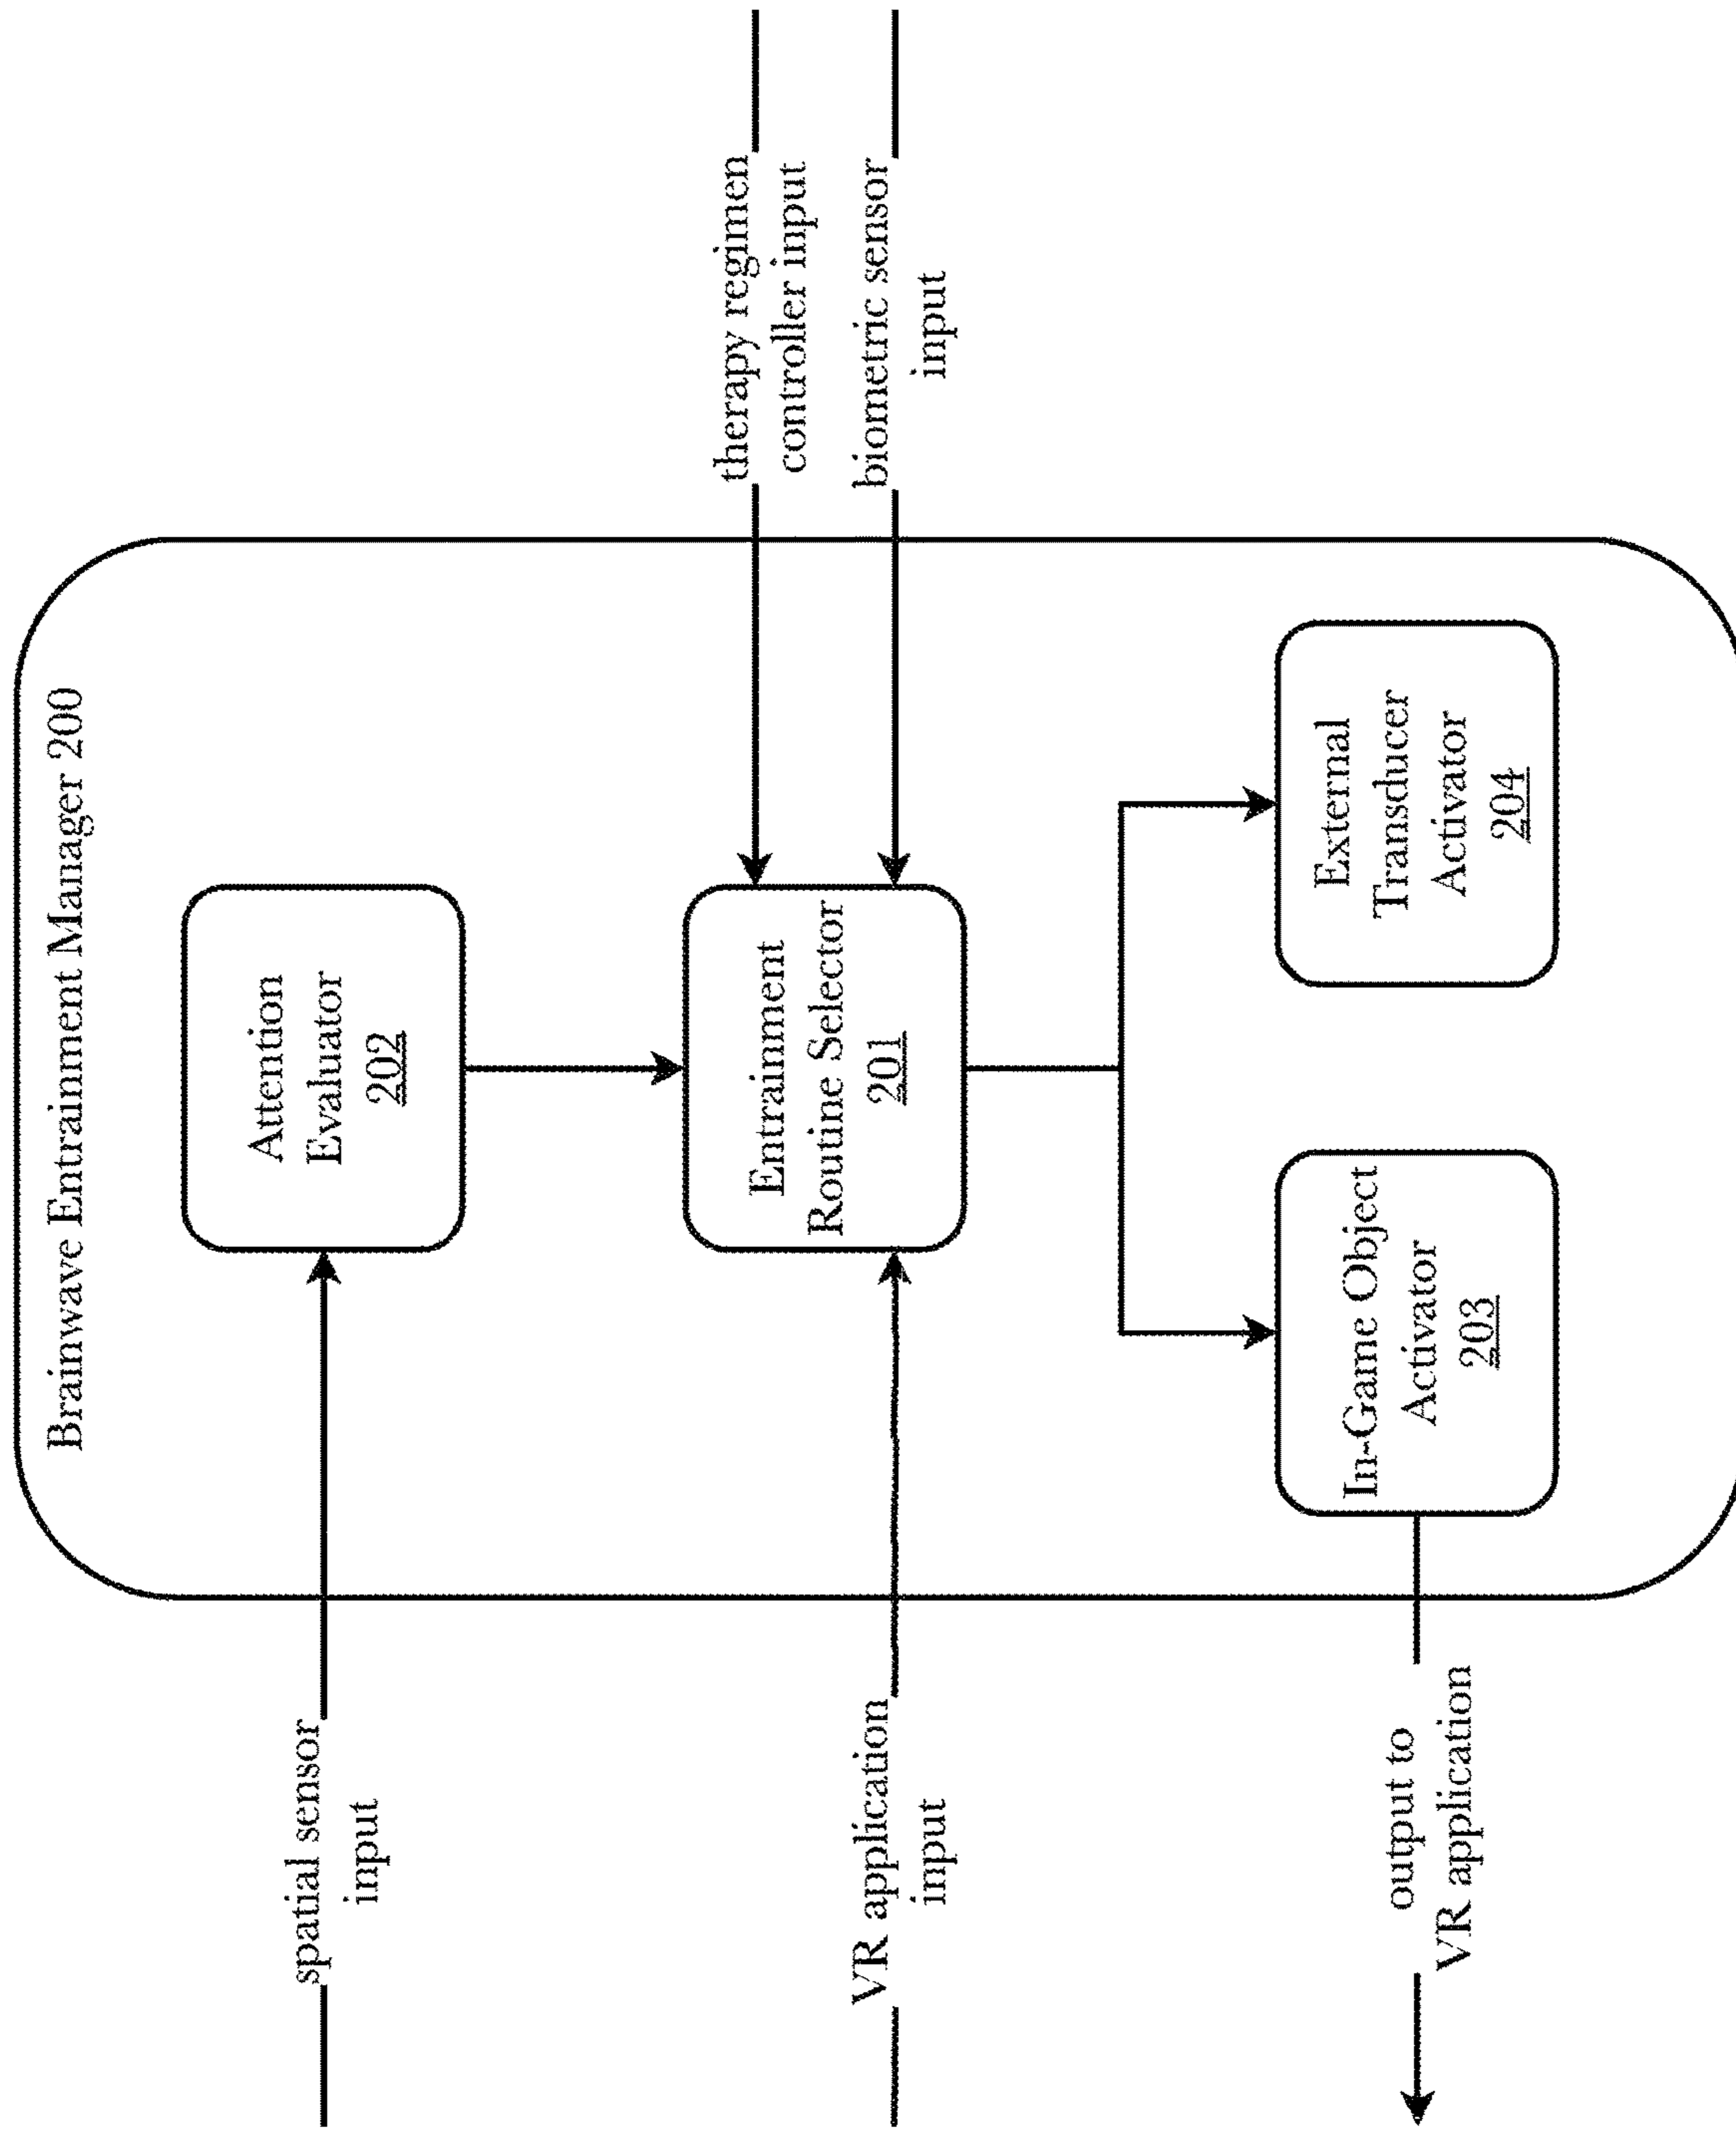 Brainwave Entrainment Manager 200
spatial sensor
input
Attention
Evaluator
202
therapy regimen
controller input
VR application
input
Entrainment
Routine Selector
201
biometric sensor
input
output to
VR application
In-Game Object
Activator
203
External
Transducer
Activator
204